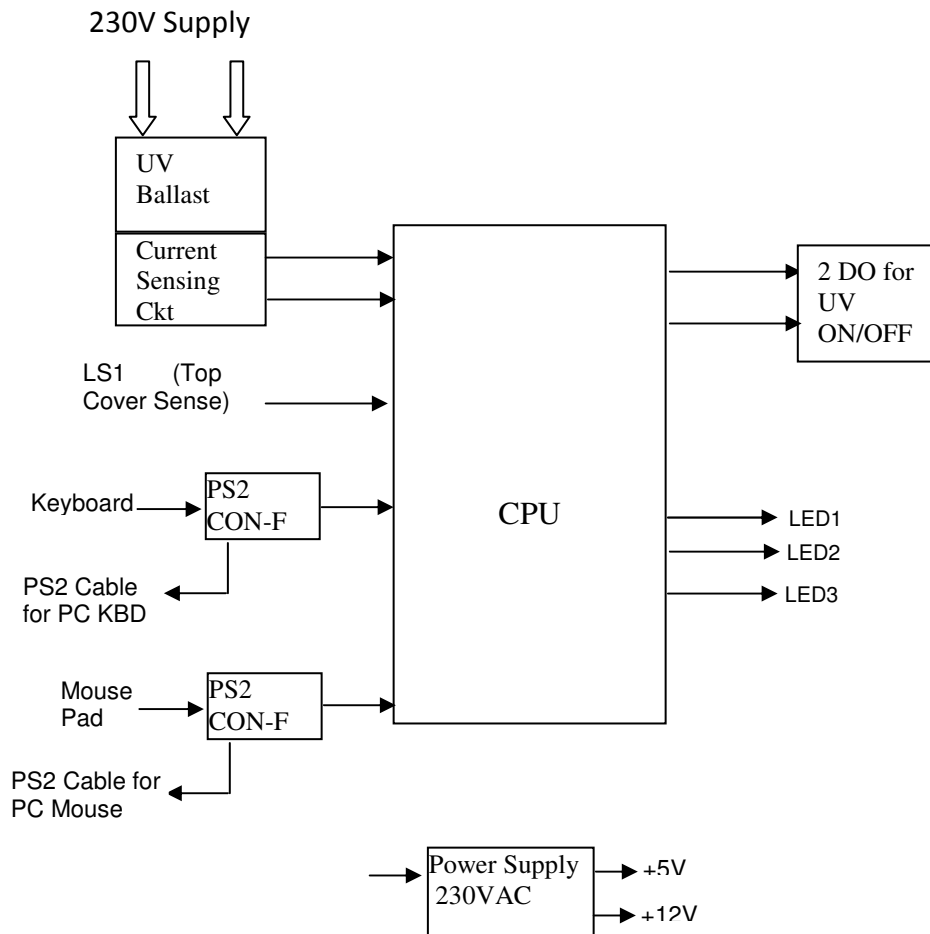 230V Supply
UV
Ballast
Current
Sensing
Ckt
2 DO for
UV
ON/OFF
LS1 (Top
Cover Sense)
Keyboard
PS2
CON-F
CPU
LED1
LED2
LED3
PS2 Cable
for PC KBD
Mouse
Pad
PS2
CON-F
PS2 Cable for
PC Mouse
Power Supply
230VAC
+5V
+12V